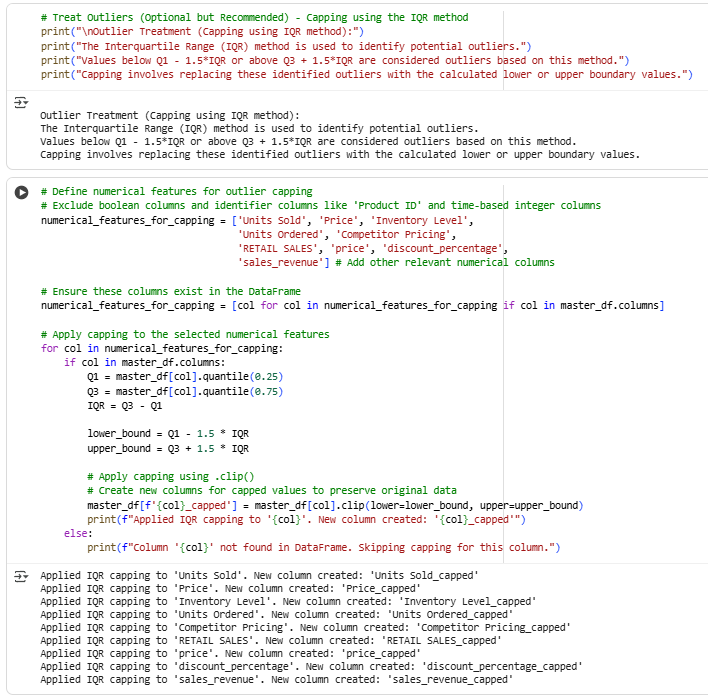 # Treat Outliers (Optional but Recommended) - Capping using the IQR method
print("\nOutlier Treatment (Capping using IQR method):")
print("The Interquartile Range (IQR) method is used to identify potential outliers.")
print("Values below Q1 - 1.5*IQR or above Q3 + 1.5*IQR are considered outliers based on this method.")
print("Capping involves replacing these identified outliers with the calculated lower or upper boundary values.")
Outlier Treatment (Capping using IQR method):
The Interquartile Range (IQR) method is used to identify potential outliers.
Values below Q1 - 1.5*IQR or above Q3 + 1.5*IQR are considered outliers based on this method.
Capping involves replacing these identified outliers with the calculated lower or upper boundary values.
# Define numerical features for outlier capping
# Exclude boolean columns and identifier columns like 'Product ID' and time-based integer columns
numerical_features_for_capping = ['Units Sold', 'Price', 'Inventory Level',
'Units Ordered', 'Competitor Pricing',
'RETAIL SALES', 'price', 'discount_percentage',
'sales_revenue'] # Add other relevant numerical columns
# Ensure these columns exist in the DataFrame
numerical_features_for_capping = [col for col in numerical_features_for_capping if col in master_df.columns]
# Apply capping to the selected numerical features
for col in numerical_features_for_capping:
if col in master_df.columns:
Q1 = master_df[col].quantile(0.25)
Q3 = master_df[col].quantile(0.75)
IQR = Q3 - Q1
lower_bound = Q1 - 1.5 * IQR
upper_bound = Q3 + 1.5 * IQR
# Apply capping using .clip()
# Create new columns for capped values to preserve original data
master_df[f'{col}_capped'] = master_df[col].clip(lower=lower_bound, upper=upper_bound)
print(f"Applied IQR capping to '{col}'. New column created: '{col}_capped'")
else:
print(f"Column '{col}' not found in DataFrame. Skipping capping for this column.")
Applied IQR capping to 'Units Sold'. New column created: 'Units Sold_capped'
Applied IQR capping to 'Price'. New column created: 'Price_capped'
Applied IQR capping to 'Inventory Level'. New column created: 'Inventory Level_capped'
Applied IQR capping to 'Units Ordered'. New column created: 'Units Ordered_capped'
Applied IQR capping to 'Competitor Pricing'. New column created: 'Competitor Pricing_capped'
Applied IQR capping to 'RETAIL SALES'. New column created: 'RETAIL SALES_capped'
Applied IQR capping to 'price'. New column created: 'price_capped'
Applied IQR capping to 'discount_percentage'. New column created: 'discount_percentage_capped'
Applied IQR capping to 'sales_revenue'. New column created: 'sales_revenue_capped'